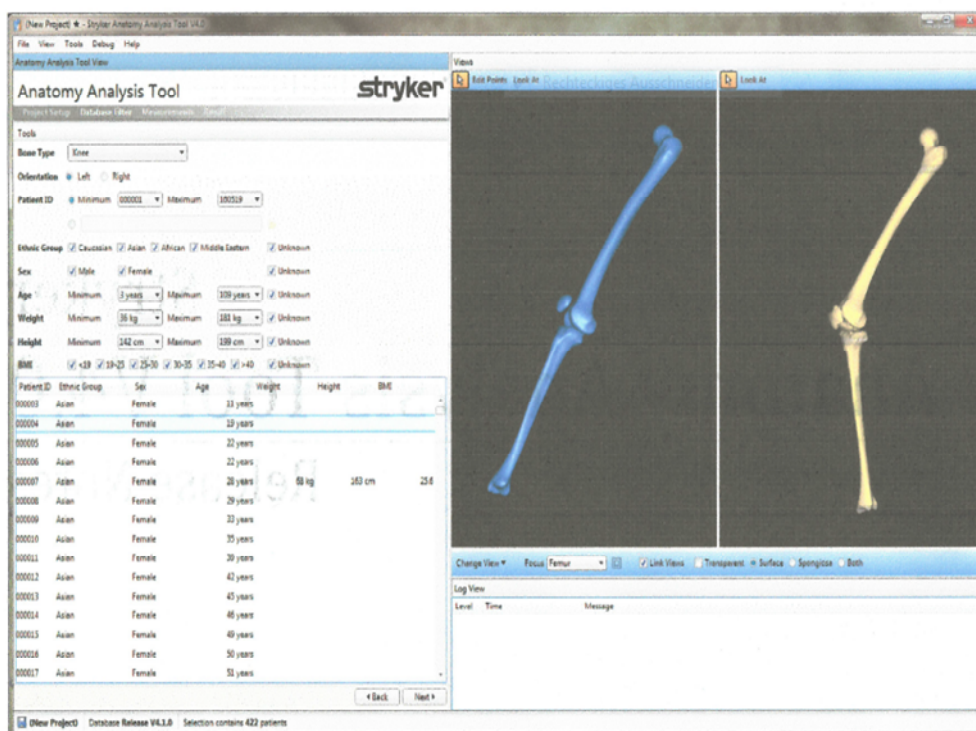 (New Project) ★ - Stryker Anatomy Analysis Tool V4.0
File View Tools Debug Help
Anatomy Analysis Tool View
Anatomy Analysis Tool
stryker
Project Setup Database Filter Measurements Result
Tools
Bone Type Knee
Orientation Left Right
Patient ID Minimum 000001 Maximum 100519
Ethnic Group Caucasian Asian African Middle Eastern Unknown
Sex Male Female Unknown
Age Minimum 3 years Maximum 109 years Unknown
Weight Minimum 36 kg Maximum 181 kg Unknown
Height Minimum 142 cm Maximum 199 cm Unknown
BMI <19 19-25 25-30 30-35 35-40 >40 Unknown
Patient ID Ethnic Group Sex Age Weight Height BMI
000003 Asian Female 11 years
000004 Asian Female 19 years
000005 Asian Female 22 years
000006 Asian Female 22 years
000007 Asian Female 28 years 68 kg 163 cm 25.6
000008 Asian Female 29 years
000009 Asian Female 33 years
000010 Asian Female 35 years
000011 Asian Female 39 years
000012 Asian Female 42 years
000013 Asian Female 45 years
000014 Asian Female 46 years
000015 Asian Female 49 years
000016 Asian Female 50 years
000017 Asian Female 51 years
Back Next
Views
Edit Points Look At Rechteckiges Ausschneiden
Look At
Change View Focus Femur Link Views Transparent Surface Spongiosa Both
Log View
Level Time Message
(New Project) Database Release V4.1.0 Selection contains 422 patients